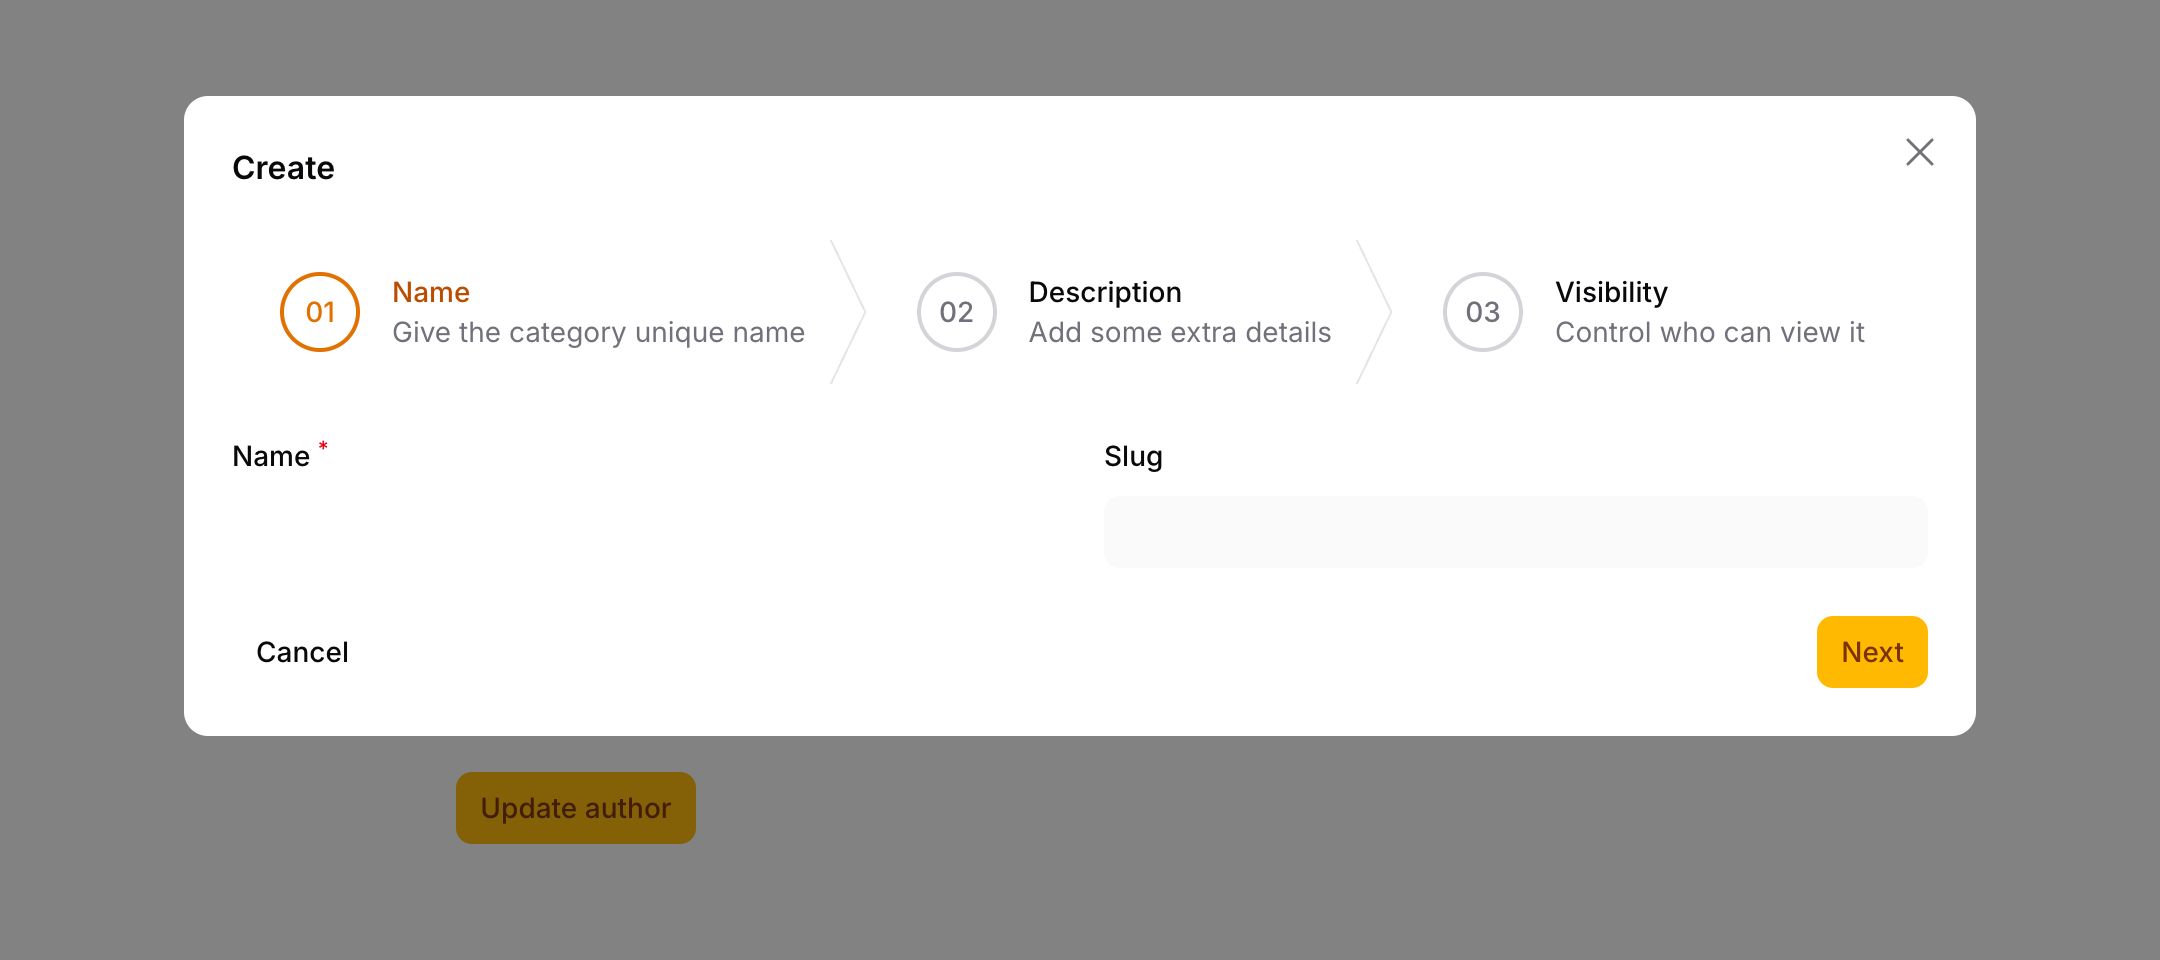 Create
01
Name
Give the category unique name
02
Description
Add some extra details
03
Visibility
Control who can view it
Name *
Slug
Cancel
Next
Update author